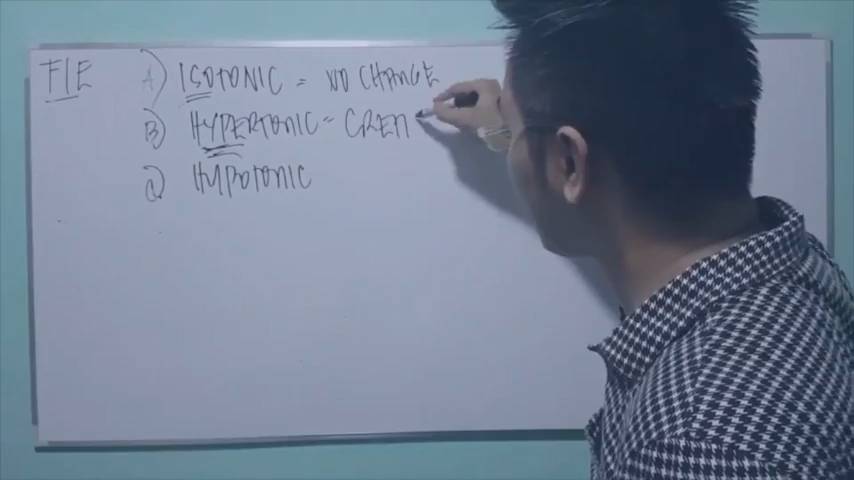 F/E
A) ISOTONIC = NO CHANGE
B) HYPERTONIC = CREN
C) HYPOTONIC